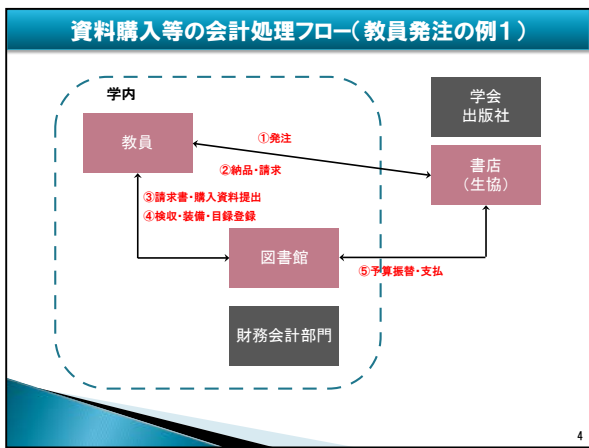 資料購入等の会計処理フロー(教員発注の例1)
学内
学会
出版社
教員
①発注
書店
(生協)
②納品・請求
③請求書・購入資料提出
④検収・装備・目録登録
図書館
⑤予算振替・支払
財務会計部門
4